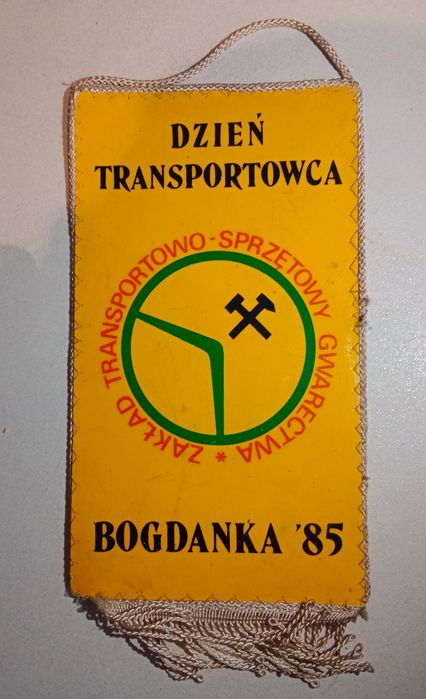 DZIEŃ
TRANSPORTOWCA
ZAKŁAD TRANSPORTOWO-SPRZĘTOWY GWARECTWA *
BOGDANKA '85